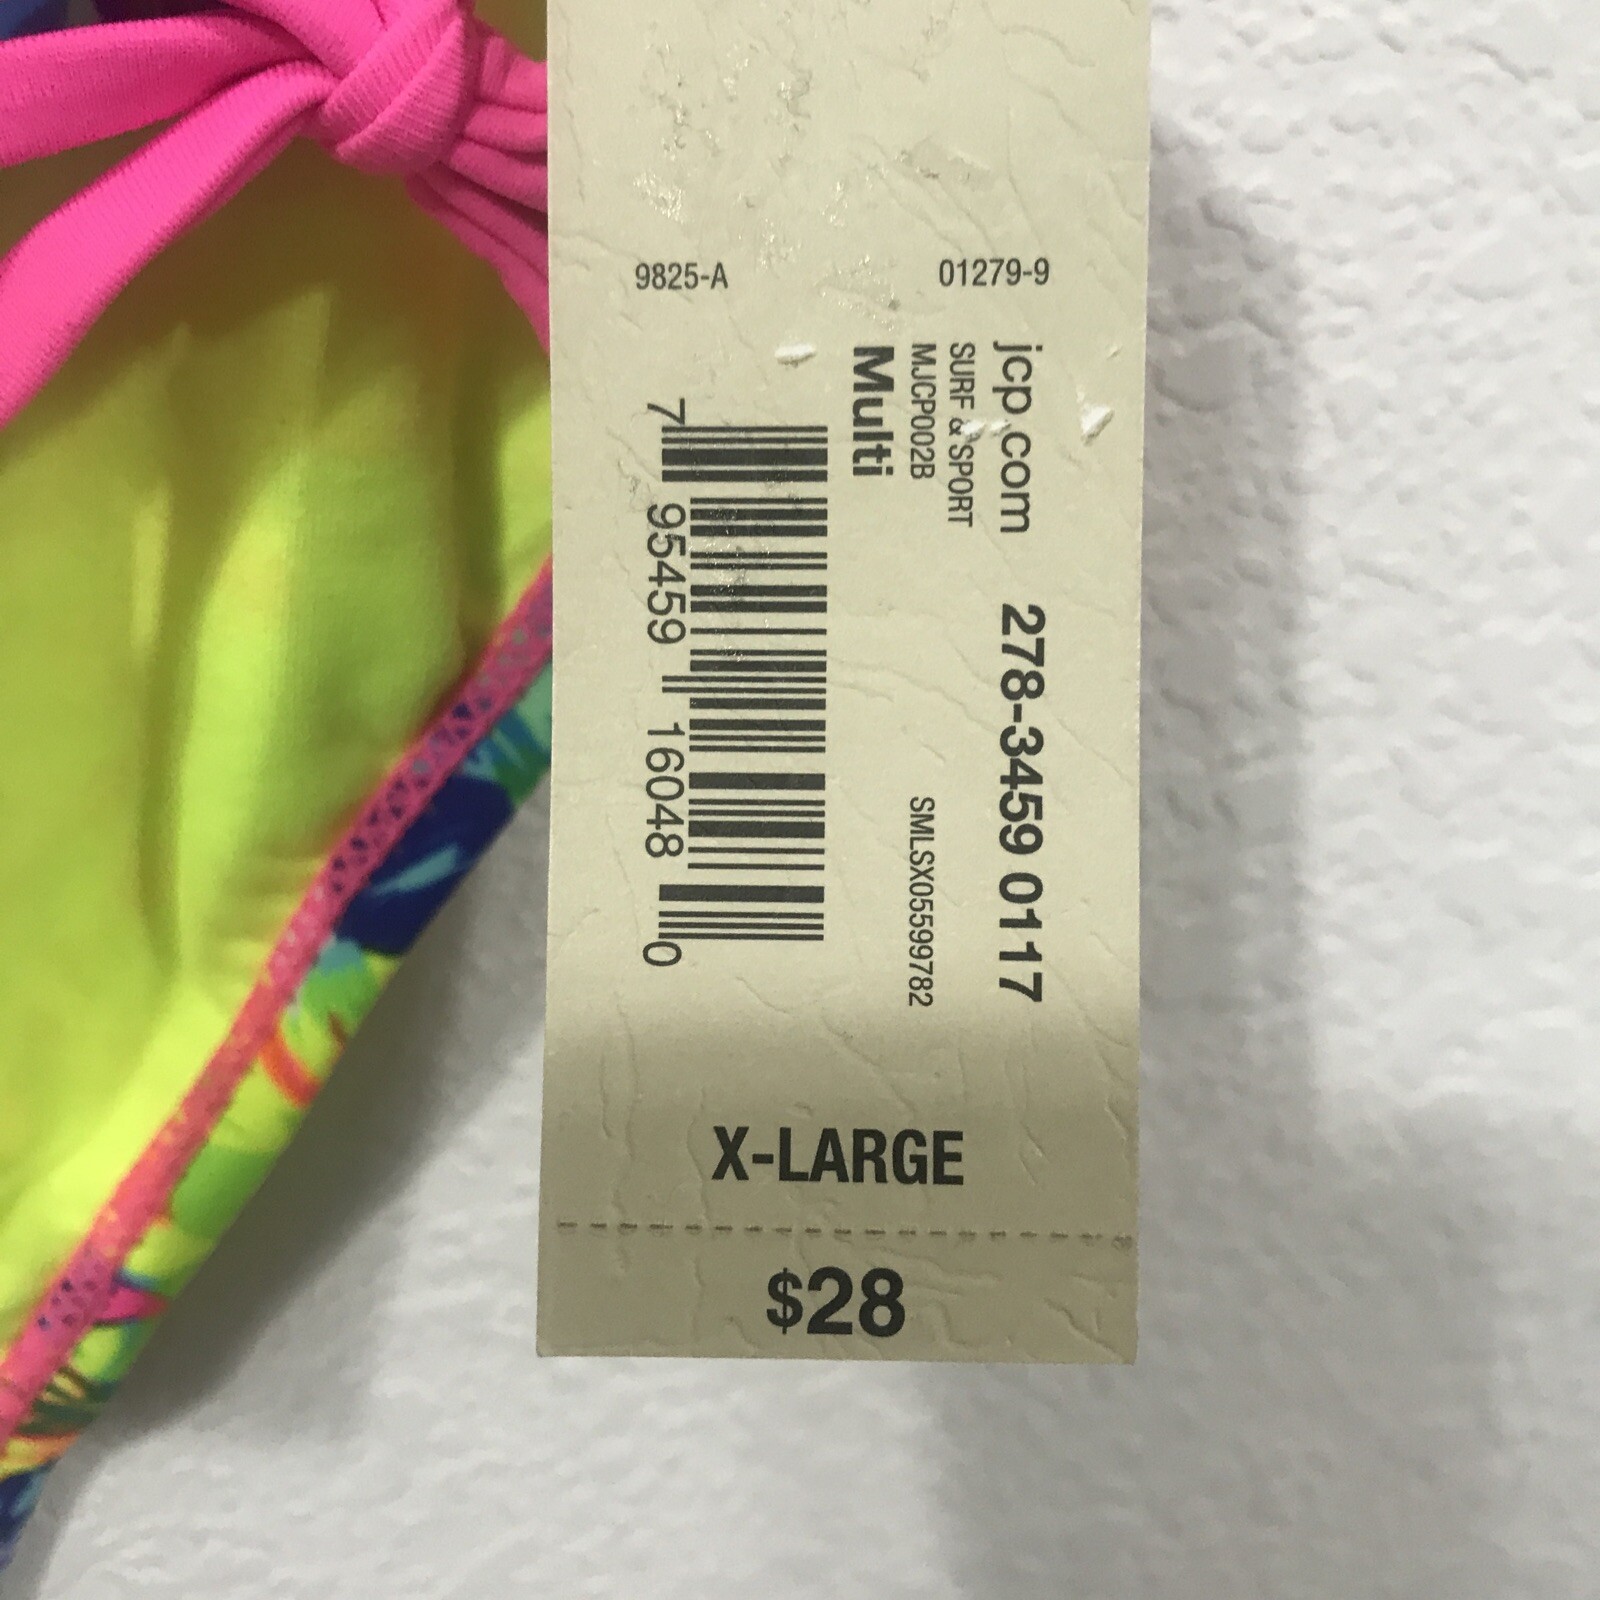 9825-A 01279-9
jcp.com 278-3459 0117
SURF & SPORT
MJCP002B SMLSX05599782
Multi
7 95459 16048 0
X-LARGE
$28